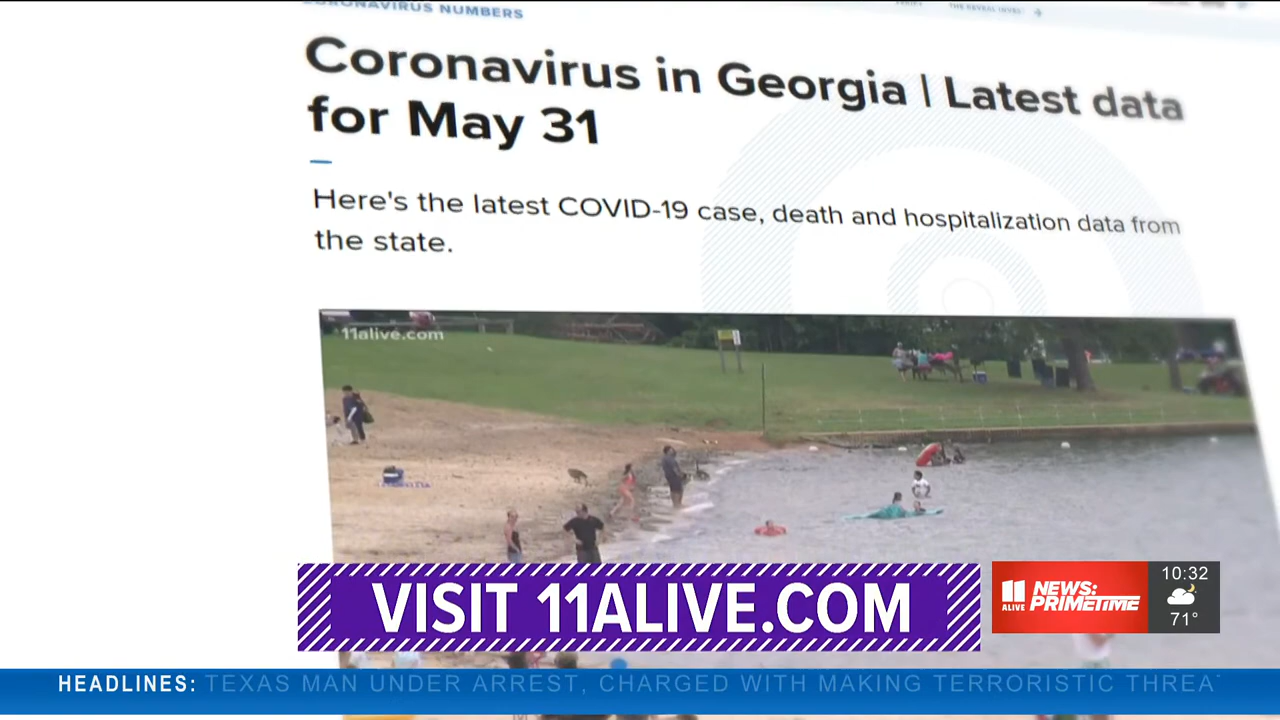 CORONAVIRUS NUMBERS
Coronavirus in Georgia | Latest data
for May 31
Here's the latest COVID-19 case, death and hospitalization data from
the state.
11alive.com
VISIT 11ALIVE.COM
11 ALIVE NEWS: PRIMETIME
10:32
71°
HEADLINES: TEXAS MAN UNDER ARREST, CHARGED WITH MAKING TERRORISTIC